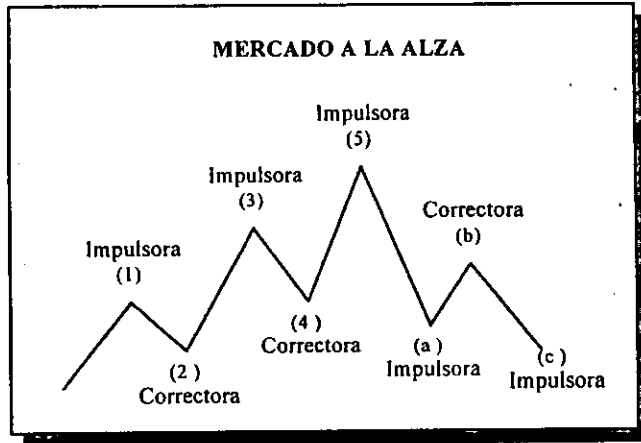 MERCADO A LA ALZA
Impulsora
(5)
Impulsora
(3)
Correctora
(b)
Impulsora
(1)
(2 )
Correctora
(4 )
Correctora
(a )
Impulsora
(c )
Impulsora